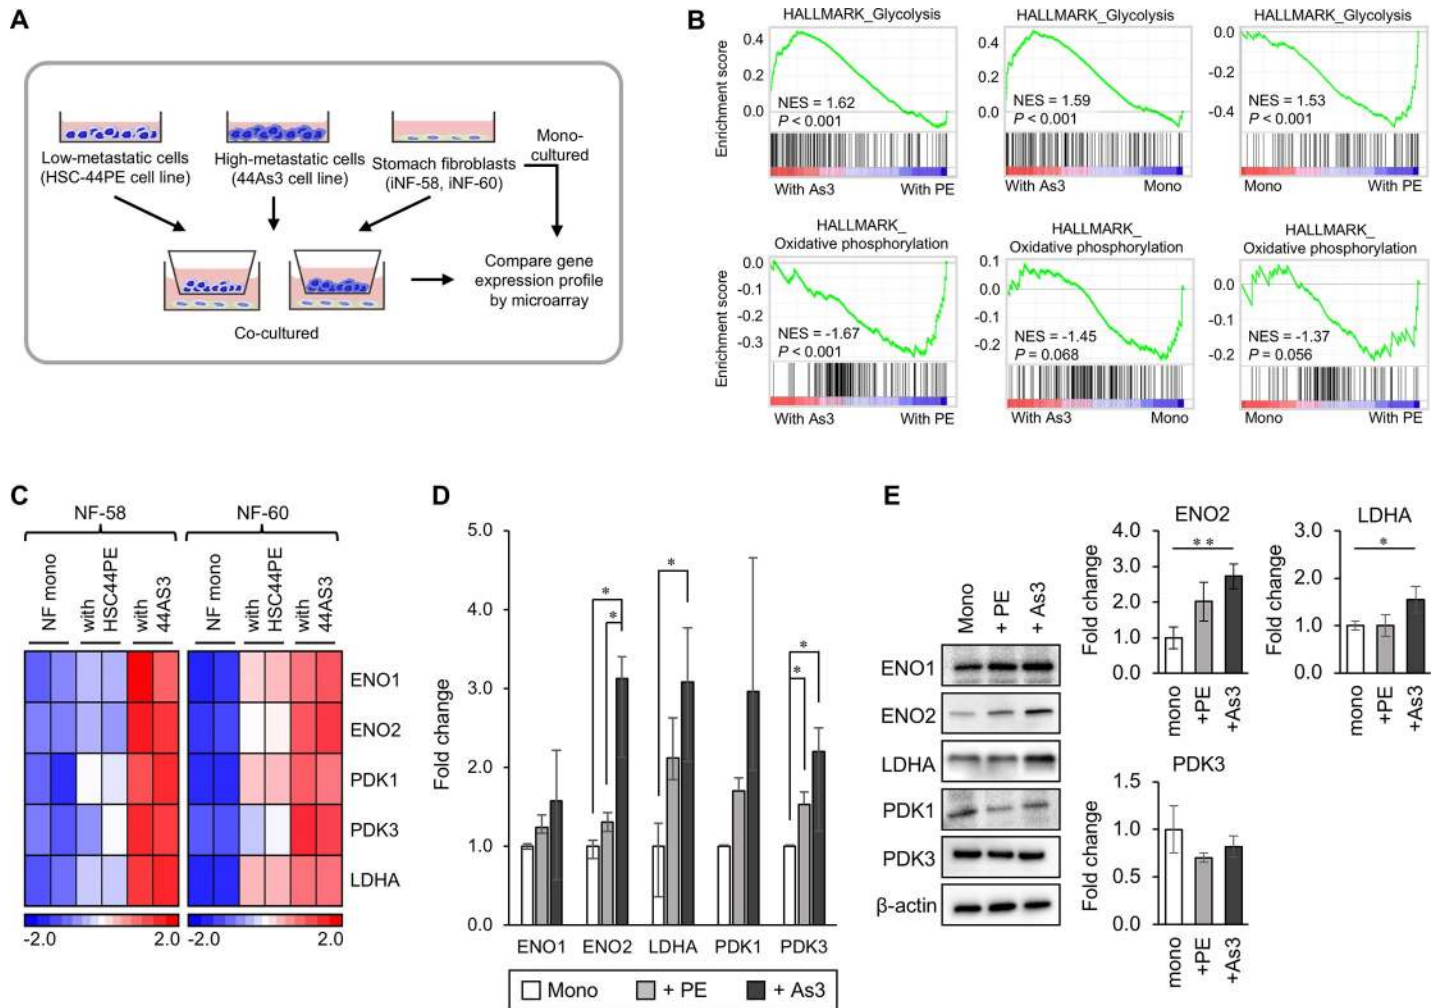 A
Low-metastatic cells
(HSC-44PE cell line)
High-metastatic cells
(44As3 cell line)
Stomach fibroblasts
(iNF-58, iNF-60)
Mono-
cultured
Co-cultured
Compare gene
expression profile
by microarray
B
HALLMARK_Glycolysis
Enrichment score
0.4
0.2
0.0
NES = 1.62
P < 0.001
With As3
With PE
HALLMARK_Glycolysis
0.4
0.2
0.0
NES = 1.59
P < 0.001
With As3
Mono
HALLMARK_Glycolysis
0.0
-0.2
-0.4
NES = 1.53
P < 0.001
Mono
With PE
HALLMARK_
Oxidative phosphorylation
Enrichment score
0.0
-0.1
-0.2
-0.3
NES = -1.67
P < 0.001
With As3
With PE
HALLMARK_
Oxidative phosphorylation
0.1
0.0
-0.1
-0.2
NES = -1.45
P = 0.068
With As3
Mono
HALLMARK_
Oxidative phosphorylation
0.0
-0.1
-0.2
NES = -1.37
P = 0.056
Mono
With PE
C
NF-58
NF-60
NF mono
with
HSC44PE
with
44AS3
NF mono
with
HSC44PE
with
44AS3
ENO1
ENO2
PDK1
PDK3
LDHA
-2.0
2.0
-2.0
2.0
D
Fold change
5.0
4.0
3.0
2.0
1.0
0.0
*
*
*
*
*
ENO1
ENO2
LDHA
PDK1
PDK3
Mono
+ PE
+ As3
E
Mono
+ PE
+ As3
ENO1
ENO2
LDHA
PDK1
PDK3
β-actin
ENO2
Fold change
4.0
3.0
2.0
1.0
0.0
**
mono
+PE
+As3
LDHA
Fold change
3.0
2.0
1.0
0.0
*
mono
+PE
+As3
PDK3
Fold change
1.5
1.0
0.5
0.0
mono
+PE
+As3